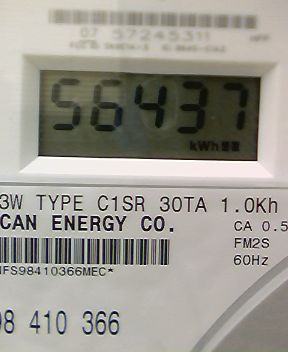 07 57245311
56437
kWh
3W TYPE C1SR 30TA 1.0Kh
CAN ENERGY CO.
CA 0.5
FM2S
NFS98410366MEC*
60Hz
98 410 366